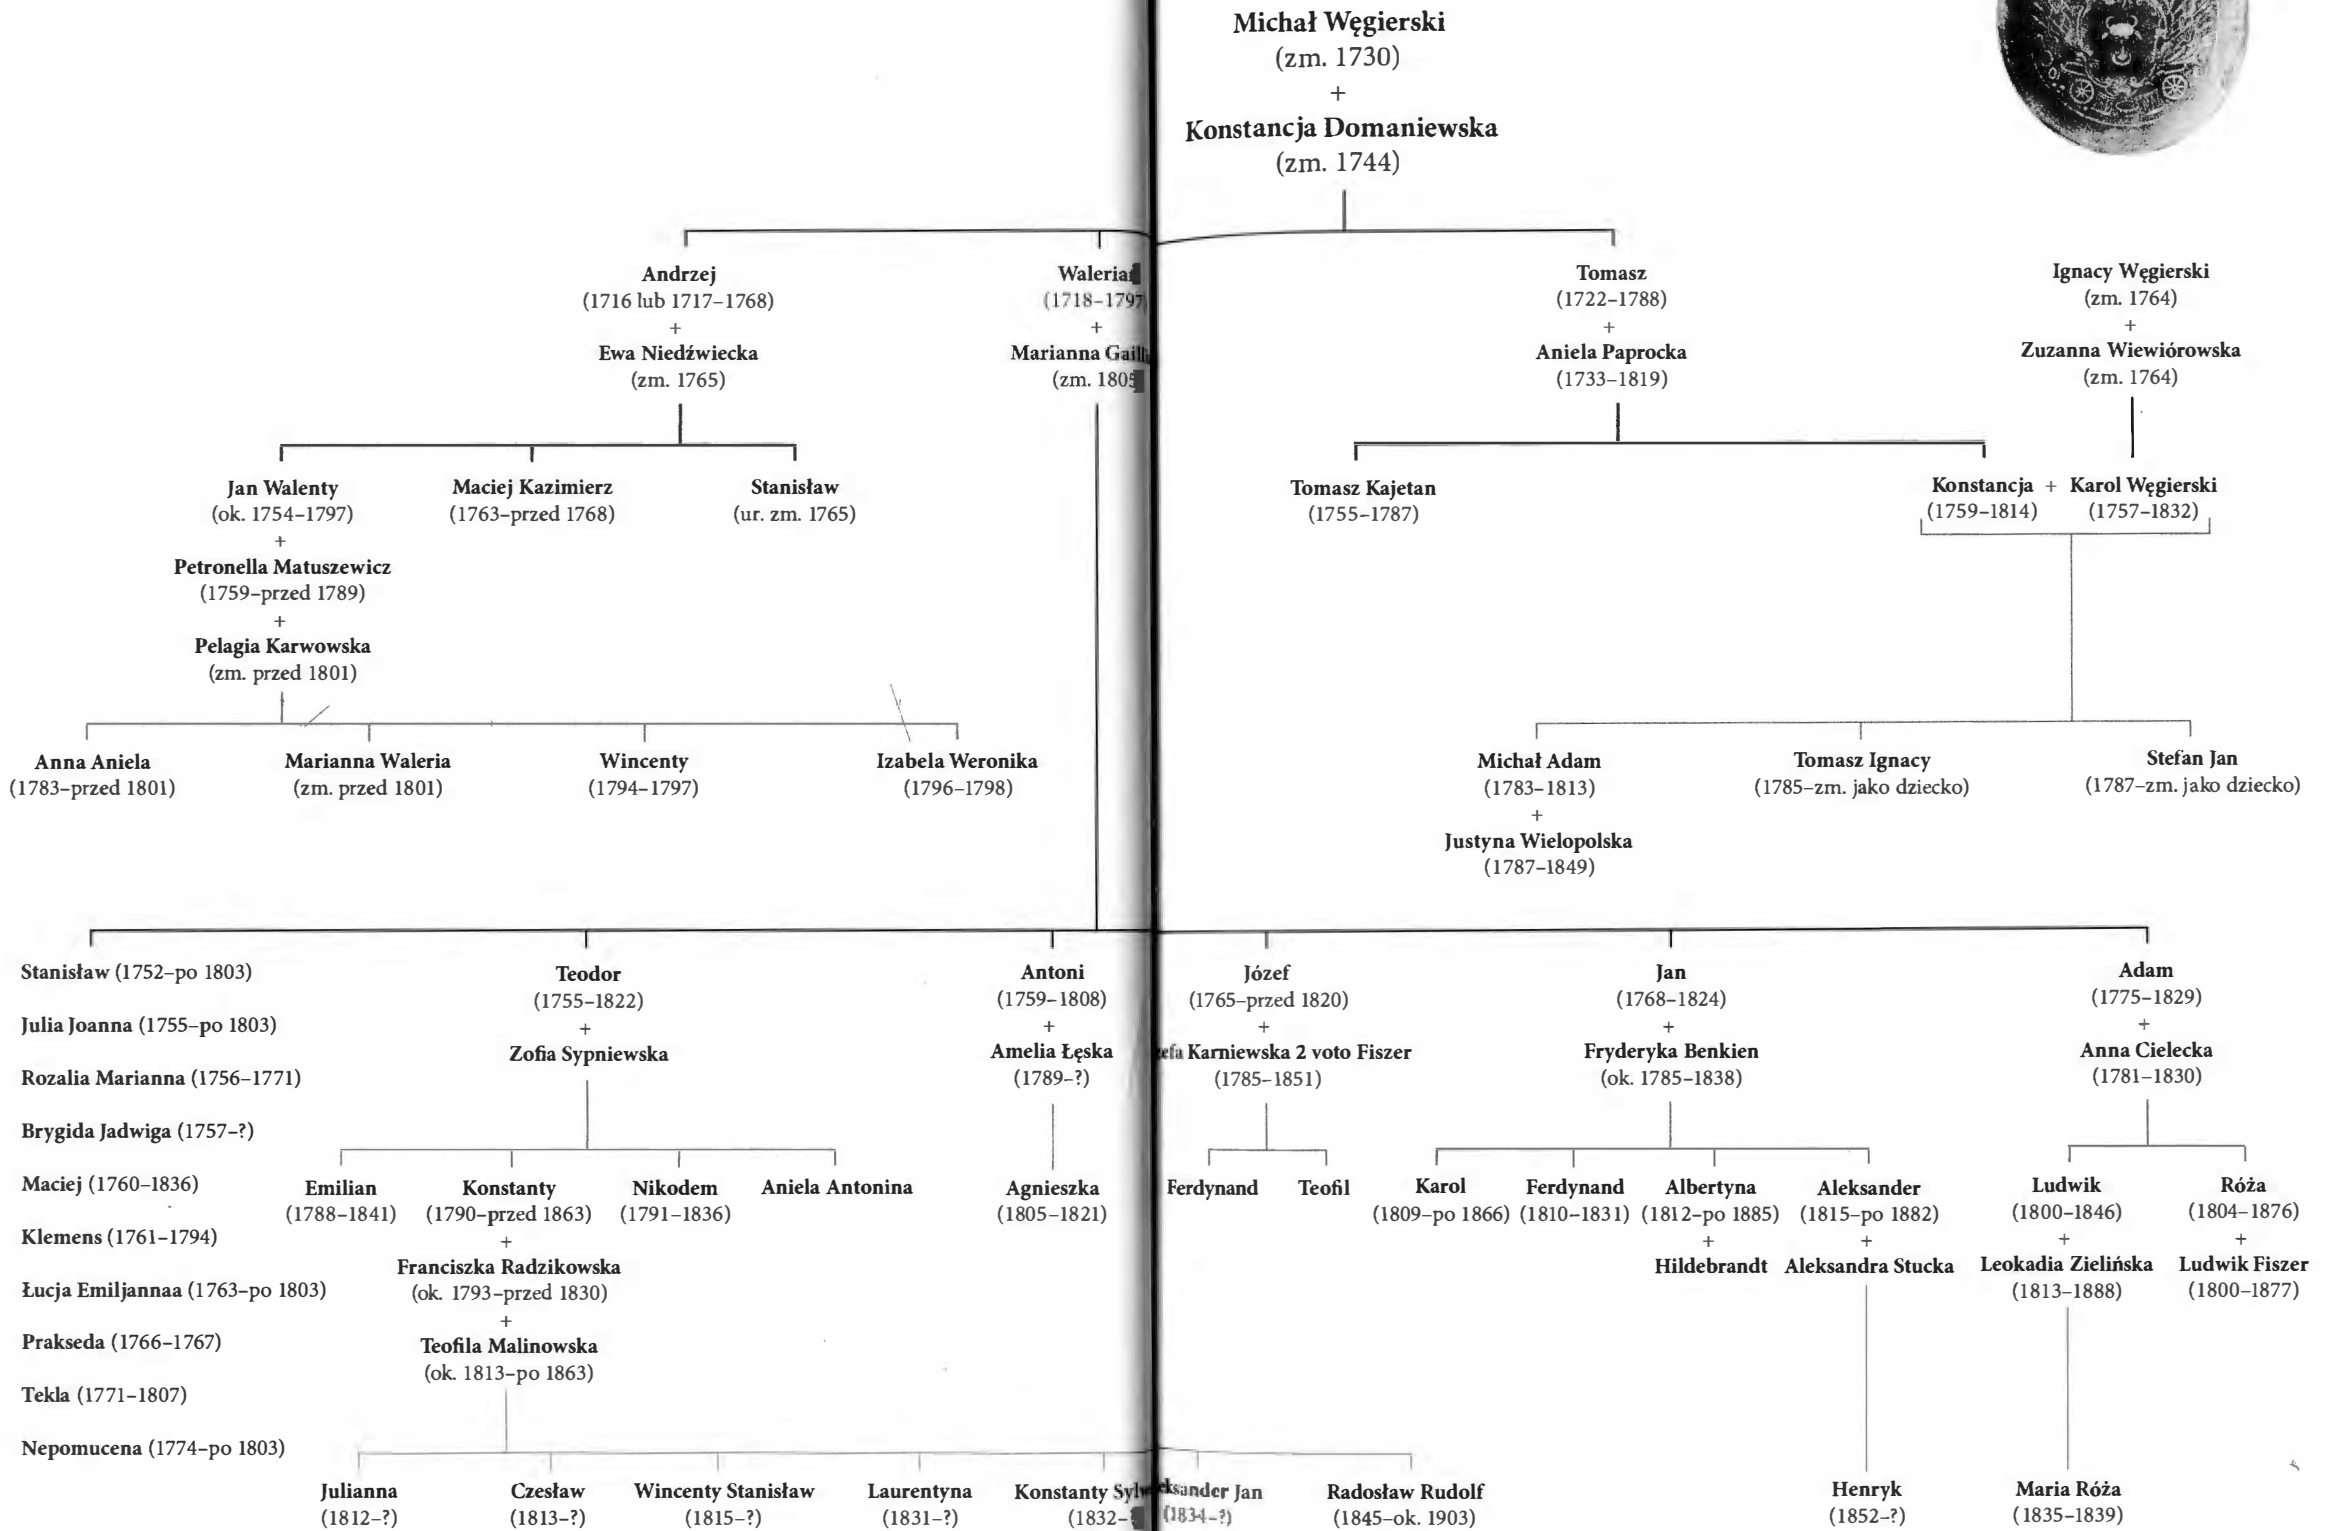 Michał Węgierski
(zm. 1730)
+
Konstancja Domaniewska
(zm. 1744)
Andrzej
(1716 lub 1717–1768)
+
Ewa Niedźwiecka
(zm. 1765)
(1718–1797
+
Marianna
(zm. 1805
Tomasz
(1722–1788)
+
Aniela Paprocka
(1733–1819)
Ignacy Węgierski
(zm. 1764)
+
Zuzanna Wiewiórowska
(zm. 1764)
Jan Walenty
(ok. 1754–1797)
+
Petronella Matuszewicz
(1759–przed 1789)
+
Pelagia Karwowska
(zm. przed 1801)
Maciej Kazimierz
(1763–przed 1768)
Stanisław
(ur. zm. 1765)
Tomasz Kajetan
(1755–1787)
Konstancja + Karol Węgierski
(1759–1814) (1757–1832)
Anna Aniela
(1783–przed 1801)
Marianna Waleria
(zm. przed 1801)
Wincenty
(1794–1797)
Izabela Weronika
(1796–1798)
Michał Adam
(1783–1813)
+
Justyna Wielopolska
(1787–1849)
Tomasz Ignacy
(1785–zm. jako dziecko)
Stefan Jan
(1787–zm. jako dziecko)
Stanisław (1752–po 1803)
Julia Joanna (1755–po 1803)
Rozalia Marianna (1756–1771)
Brygida Jadwiga (1757–?)
Maciej (1760–1836)
Klemens (1761–1794)
Łucja Emiljannaa (1763–po 1803)
Prakseda (1766–1767)
Tekla (1771–1807)
Nepomucena (1774–po 1803)
Teodor
(1755–1822)
+
Zofia Sypniewska
Antoni
(1759–1808)
+
Amelia Łęska
(1789–?)
Józef
(1765–przed 1820)
+
Karniewska 2 voto Fiszer
(1785–1851)
Jan
(1768–1824)
+
Fryderyka Benkien
(ok. 1785–1838)
Adam
(1775–1829)
+
Anna Cielecka
(1781–1830)
Emilian
(1788–1841)
Konstanty
(1790–przed 1863)
+
Franciszka Radzikowska
(ok. 1793–przed 1830)
+
Teofila Malinowska
(ok. 1813–po 1863)
Nikodem
(1791–1836)
Aniela Antonina
Agnieszka
(1805–1821)
Ferdynand
Teofil
Karol
(1809–po 1866)
Ferdynand
(1810–1831)
Albertyna
(1812–po 1885)
+
Hildebrandt
Aleksander
(1815–po 1882)
+
Aleksandra Stucka
Ludwik
(1800–1846)
+
Leokadia Zielińska
(1813–1888)
Róża
(1804–1876)
+
Ludwik Fiszer
(1800–1877)
Julianna
(1812–?)
Czesław
(1813–?)
Wincenty Stanisław
(1815–?)
Laurentyna
(1831–?)
Konstanty
(1832–
Jan
(1834–?)
Radosław Rudolf
(1845–ok. 1903)
Henryk
(1852–?)
Maria Róża
(1835–1839)